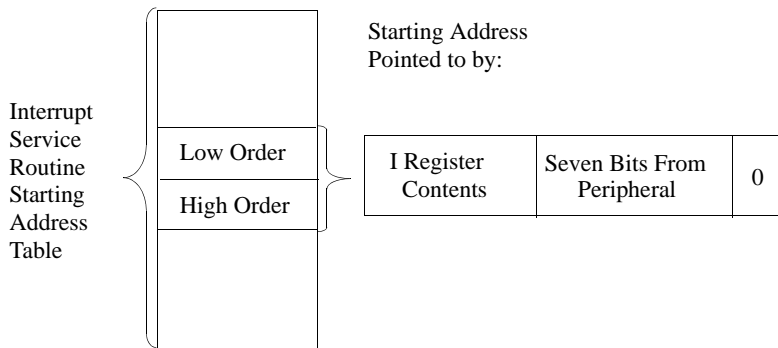 Starting Address
Pointed to by:
Interrupt
Service
Routine
Starting
Address
Table
Low Order
High Order
I Register
Contents
Seven Bits From
Peripheral
0